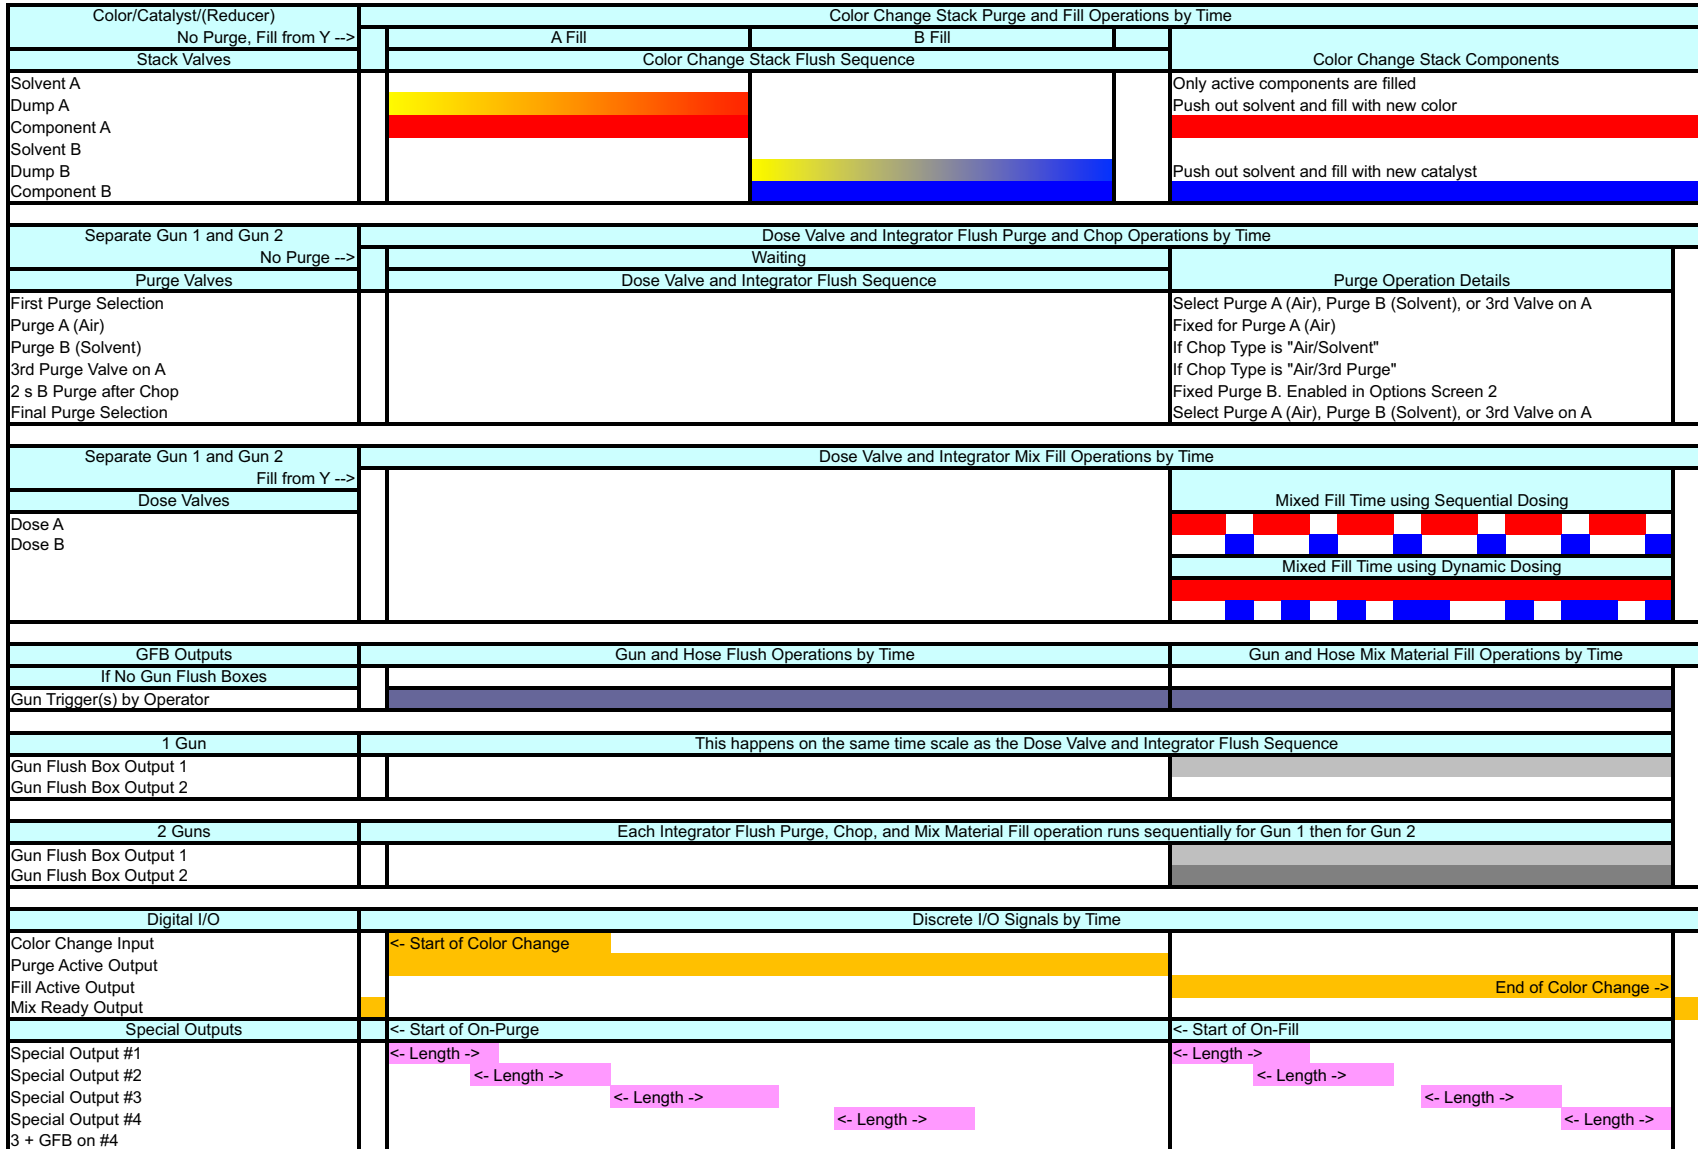 Color/Catalyst/(Reducer)
Color Change Stack Purge and Fill Operations by Time
No Purge, Fill from Y -->
A Fill
B Fill
Stack Valves
Color Change Stack Flush Sequence
Color Change Stack Components
Solvent A
Only active components are filled
Dump A
Push out solvent and fill with new color
Component A
Solvent B
Dump B
Push out solvent and fill with new catalyst
Component B
Separate Gun 1 and Gun 2
Dose Valve and Integrator Flush Purge and Chop Operations by Time
No Purge -->
Waiting
Purge Valves
Dose Valve and Integrator Flush Sequence
Purge Operation Details
First Purge Selection
Select Purge A (Air), Purge B (Solvent), or 3rd Valve on A
Purge A (Air)
Fixed for Purge A (Air)
Purge B (Solvent)
If Chop Type is "Air/Solvent"
3rd Purge Valve on A
If Chop Type is "Air/3rd Purge"
2 s B Purge after Chop
Fixed Purge B. Enabled in Options Screen 2
Final Purge Selection
Select Purge A (Air), Purge B (Solvent), or 3rd Valve on A
Separate Gun 1 and Gun 2
Dose Valve and Integrator Mix Fill Operations by Time
Fill from Y -->
Dose Valves
Mixed Fill Time using Sequential Dosing
Dose A
Dose B
Mixed Fill Time using Dynamic Dosing
GFB Outputs
Gun and Hose Flush Operations by Time
Gun and Hose Mix Material Fill Operations by Time
If No Gun Flush Boxes
Gun Trigger(s) by Operator
1 Gun
This happens on the same time scale as the Dose Valve and Integrator Flush Sequence
Gun Flush Box Output 1
Gun Flush Box Output 2
2 Guns
Each Integrator Flush Purge, Chop, and Mix Material Fill operation runs sequentially for Gun 1 then for Gun 2
Gun Flush Box Output 1
Gun Flush Box Output 2
Digital I/O
Discrete I/O Signals by Time
Color Change Input
<- Start of Color Change
Purge Active Output
Fill Active Output
End of Color Change ->
Mix Ready Output
Special Outputs
<- Start of On-Purge
<- Start of On-Fill
Special Output #1
<- Length ->
<- Length ->
Special Output #2
<- Length ->
<- Length ->
Special Output #3
<- Length ->
<- Length ->
Special Output #4
<- Length ->
<- Length ->
3 + GFB on #4